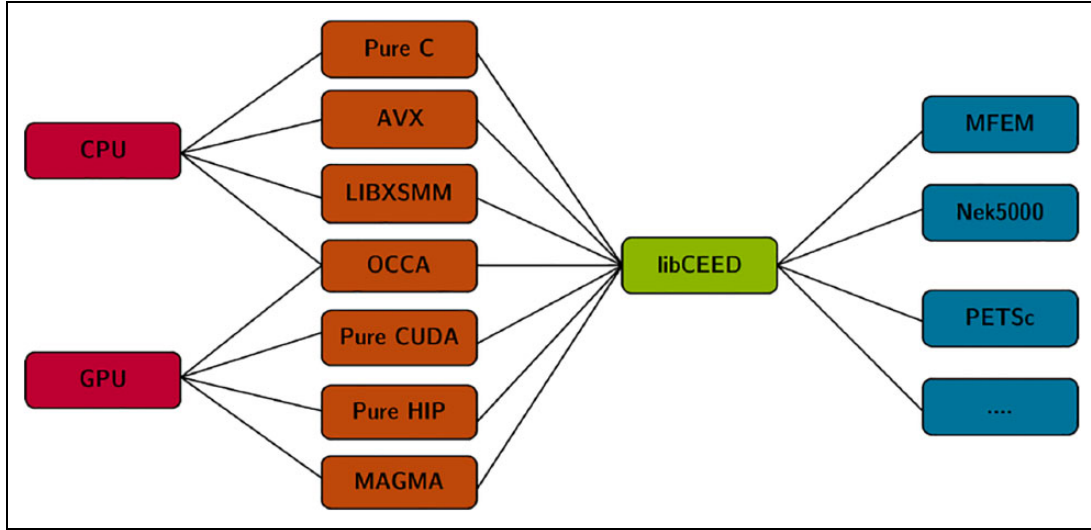 CPU
GPU
Pure C
AVX
LIBXSMM
OCCA
Pure CUDA
Pure HIP
MAGMA
libCEED
MFEM
Nek5000
PETSc
....